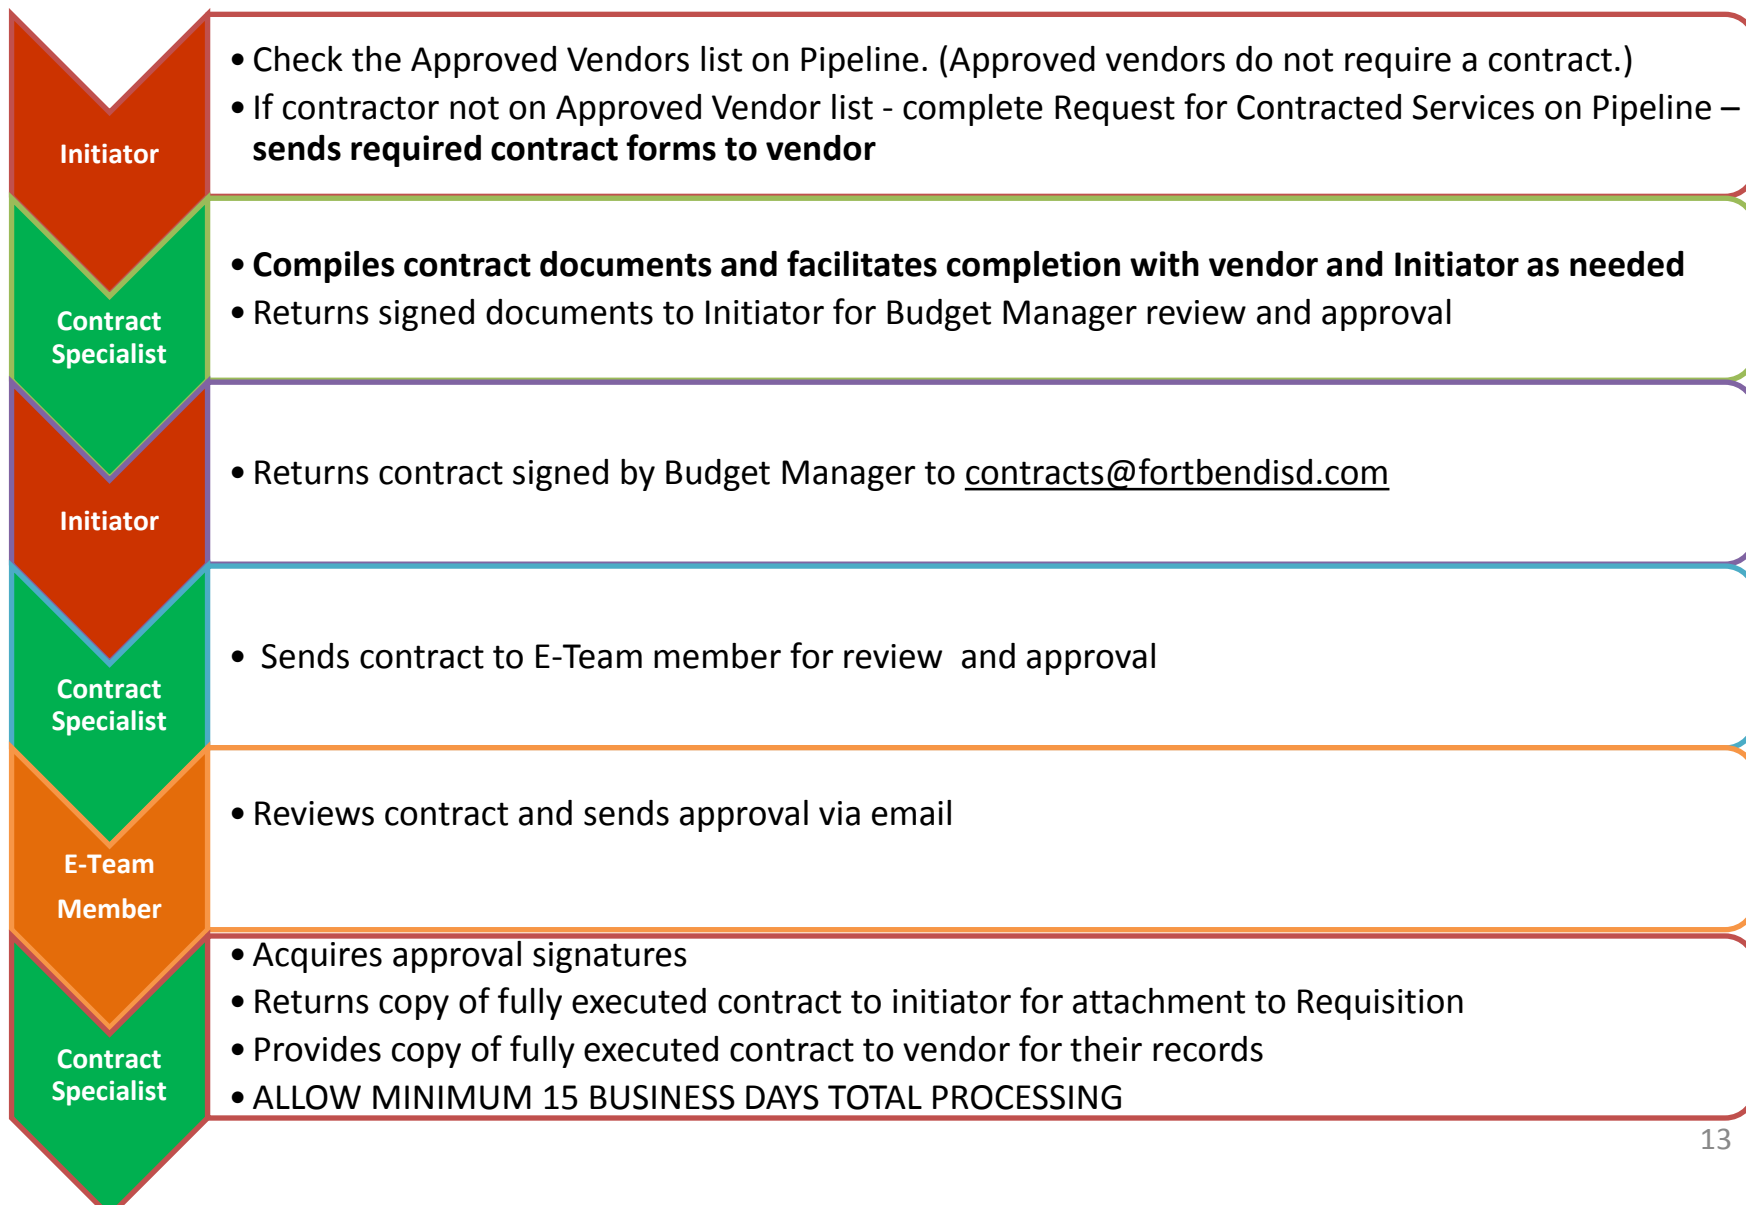 Initiator
• Check the Approved Vendors list on Pipeline. (Approved vendors do not require a contract.)
• If contractor not on Approved Vendor list - complete Request for Contracted Services on Pipeline –
sends required contract forms to vendor
Contract
Specialist
• Compiles contract documents and facilitates completion with vendor and Initiator as needed
• Returns signed documents to Initiator for Budget Manager review and approval
Initiator
• Returns contract signed by Budget Manager to contracts@fortbendisd.com
Contract
Specialist
• Sends contract to E-Team member for review and approval
E-Team
Member
• Reviews contract and sends approval via email
Contract
Specialist
• Acquires approval signatures
• Returns copy of fully executed contract to initiator for attachment to Requisition
• Provides copy of fully executed contract to vendor for their records
• ALLOW MINIMUM 15 BUSINESS DAYS TOTAL PROCESSING
13